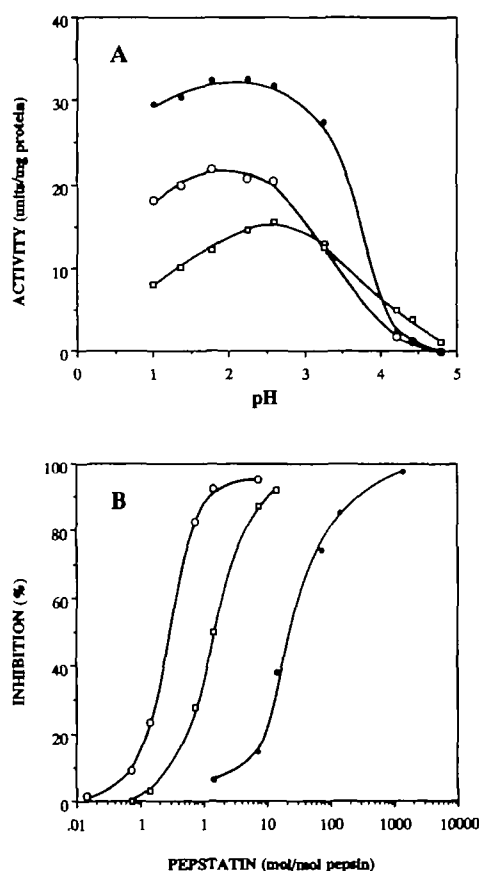 A
40
30
20
10
0
ACTIVITY (units/mg protein)
0 1 2 3 4 5
pH
B
100
80
60
40
20
0
INHIBITION (%)
.01 1 1 10 100 1000 10000
PEPSTATIN (mol/mol pepsin)